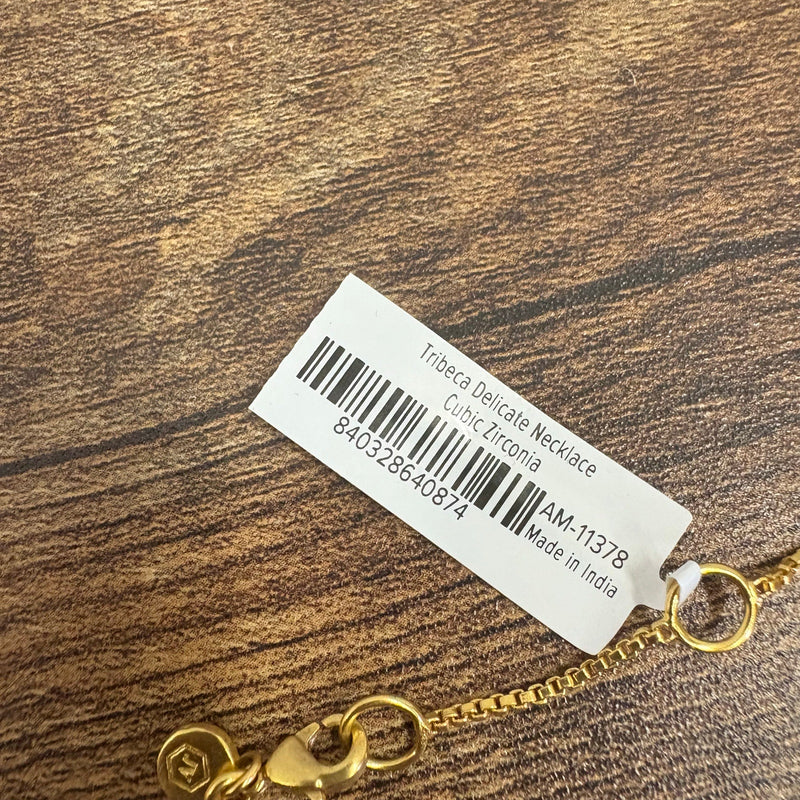 Tribeca Delicate Necklace
Cubic Zirconia
840328640874
AM-11378
Made in India